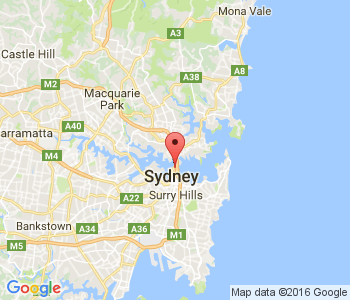 Mona Vale
A3
Castle Hill
A8
A38
M2
Macquarie
Park
A40
arramatta
M4
Sydney
A22
Surry Hills
Bankstown
A34
A36
M1
M5
Google
Map data ©2016 Google